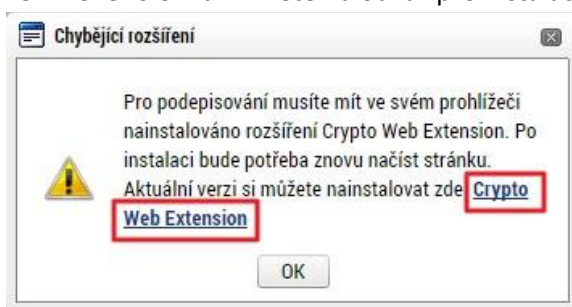 Chybějící rozšíření
Pro podepisování musíte mít ve svém prohlížeči
nainstalováno rozšíření Crypto Web Extension. Po
instalaci bude potřeba znovu načíst stránku.
Aktuální verzi si můžete nainstalovat zde Crypto
Web Extension
OK